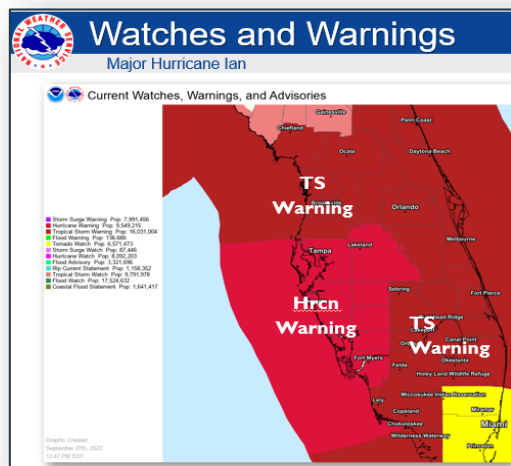 NATIONAL WEATHER SERVICE
Watches and Warnings
Major Hurricane Ian
Current Watches, Warnings, and Advisories
Gainesville
Palm Coast
Chiefland
Ocala
Daytona Beach
TS
Warning
Orlando
Melbourne
Tampa
Lakeland
Sebring
Fort Pierce
Hrcn
Warning
TS
Warning
Canal Point
Okeelanta
Fort Myers
Felda
Holey Land Wildlife Refuge
Lely
Miccosukee Indian Reservation
Copeland
Miramar
Chokoloskee
Miami
Wilderness Waterway
Princeton
Storm Surge Warning Pop: 7,991,456
Hurricane Warning Pop: 9,549,215
Tropical Storm Warning Pop: 16,031,004
Flood Warning Pop: 136,666
Tornado Watch Pop: 6,571,473
Storm Surge Watch Pop: 87,446
Hurricane Watch Pop: 8,092,203
Flood Advisory Pop: 3,321,696
Rip Current Statement Pop: 1,158,352
Tropical Storm Watch Pop: 9,791,978
Flood Watch Pop: 17,524,632
Coastal Flood Statement Pop: 1,641,417
Graphic Created
September 27th, 2022
12:47 PM EDT